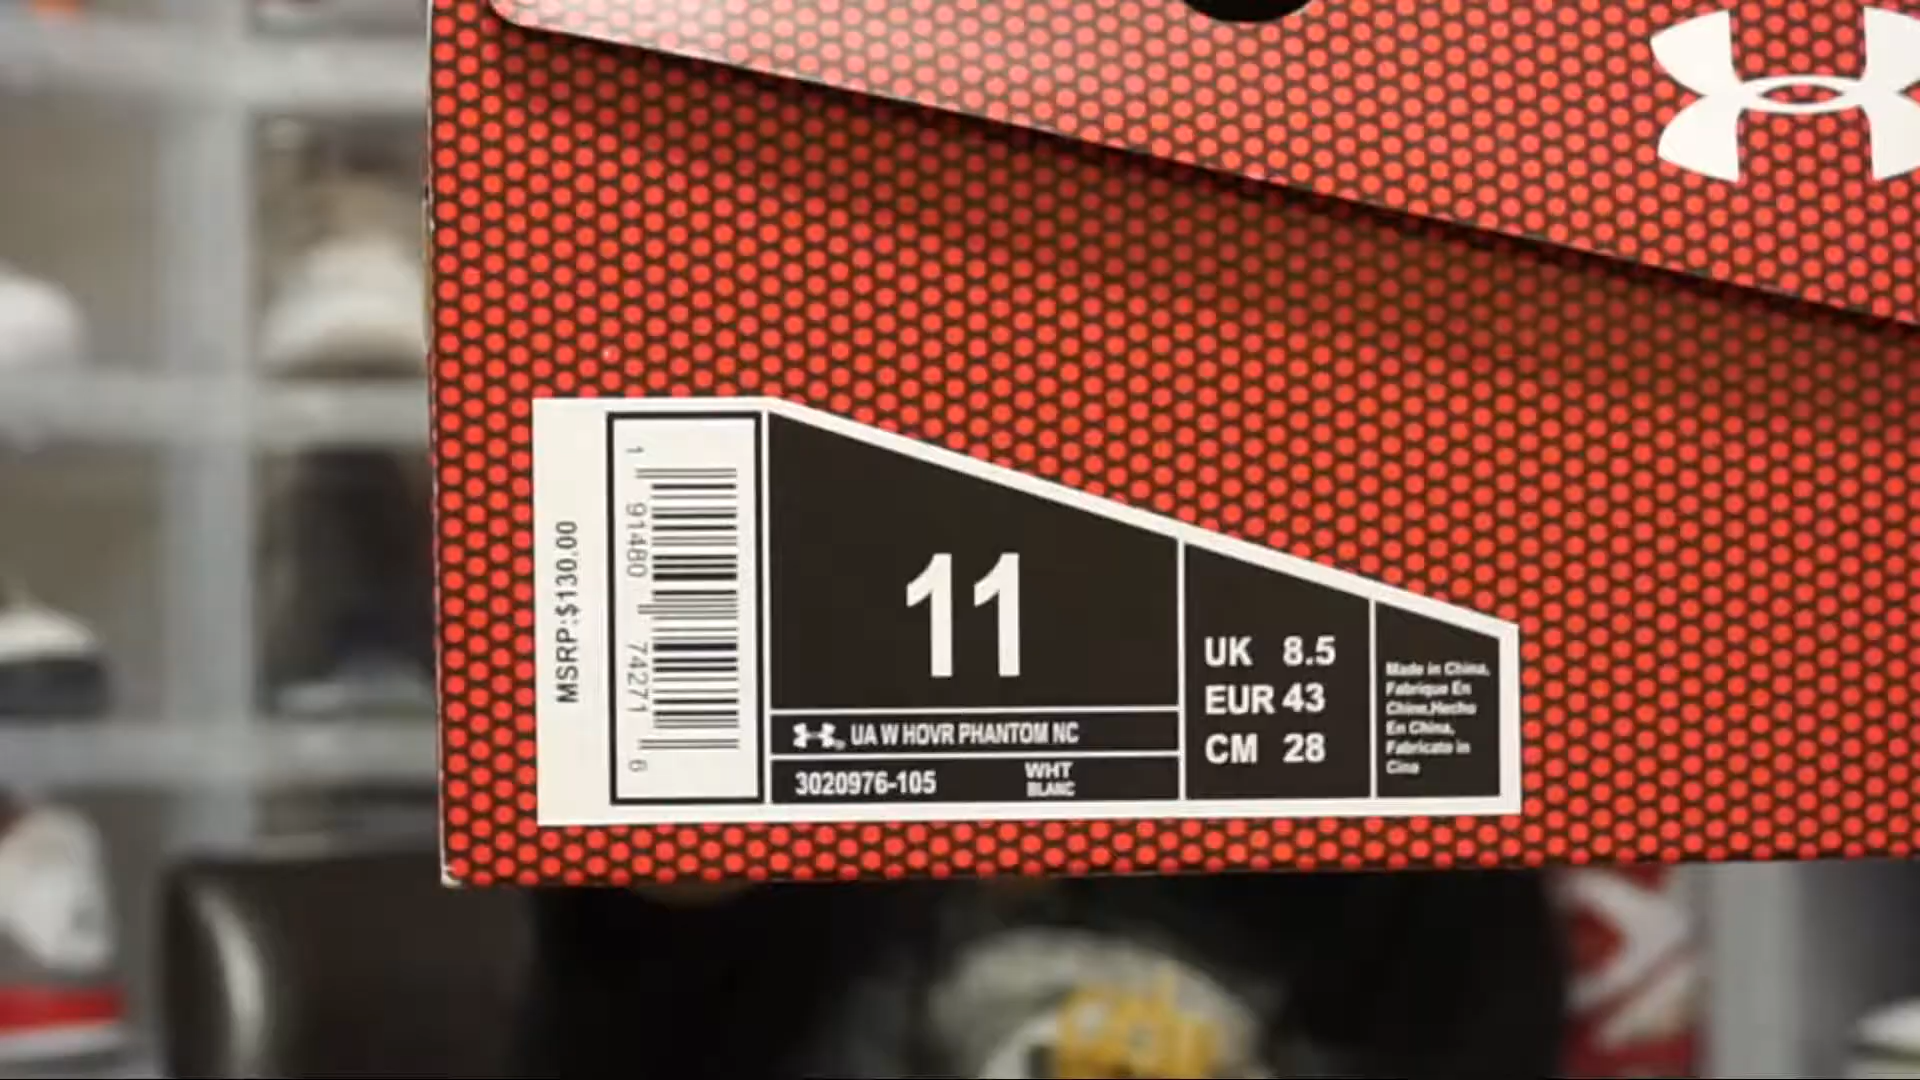 MSRP:$130.00
1 91480 74271 6
11
UA W HOVR PHANTOM NC
3020976-105
WHT
BLANC
UK 8.5
EUR 43
CM 28
Made in China,
Fabrique En
Chine,Hecho
En China,
Fabricato in
Cina